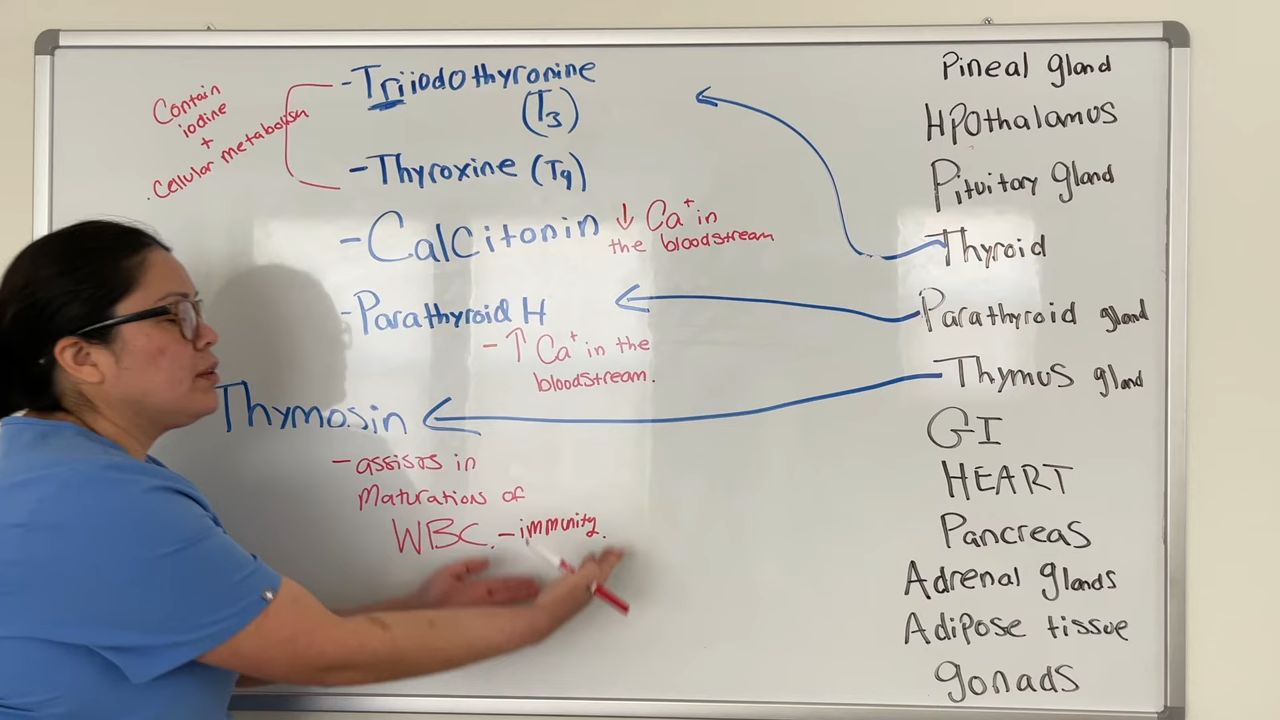 Contain
iodine
+
Cellular metabolism
-Triiodothyronine
(T3)
-Thyroxine (T4)
-Calcitonin ↓ Ca+ in
the bloodstream
-Parathyroid H
- ↑ Ca+ in the
bloodstream.
Thymosin
-assists in
Maturations of
WBC. -immunity.
Pineal gland
HPOthalamus
Pituitary gland
Thyroid
Parathyroid gland
Thymus gland
GI
HEART
Pancreas
Adrenal glands
Adipose tissue
gonads